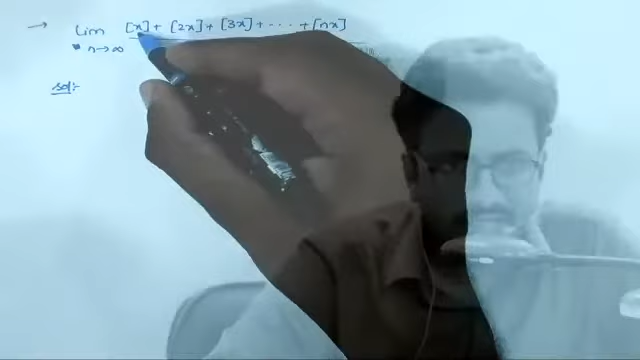 → Lim [x] + [2x] + [3x] + . . . + [nx]
n→∞
Sol:-